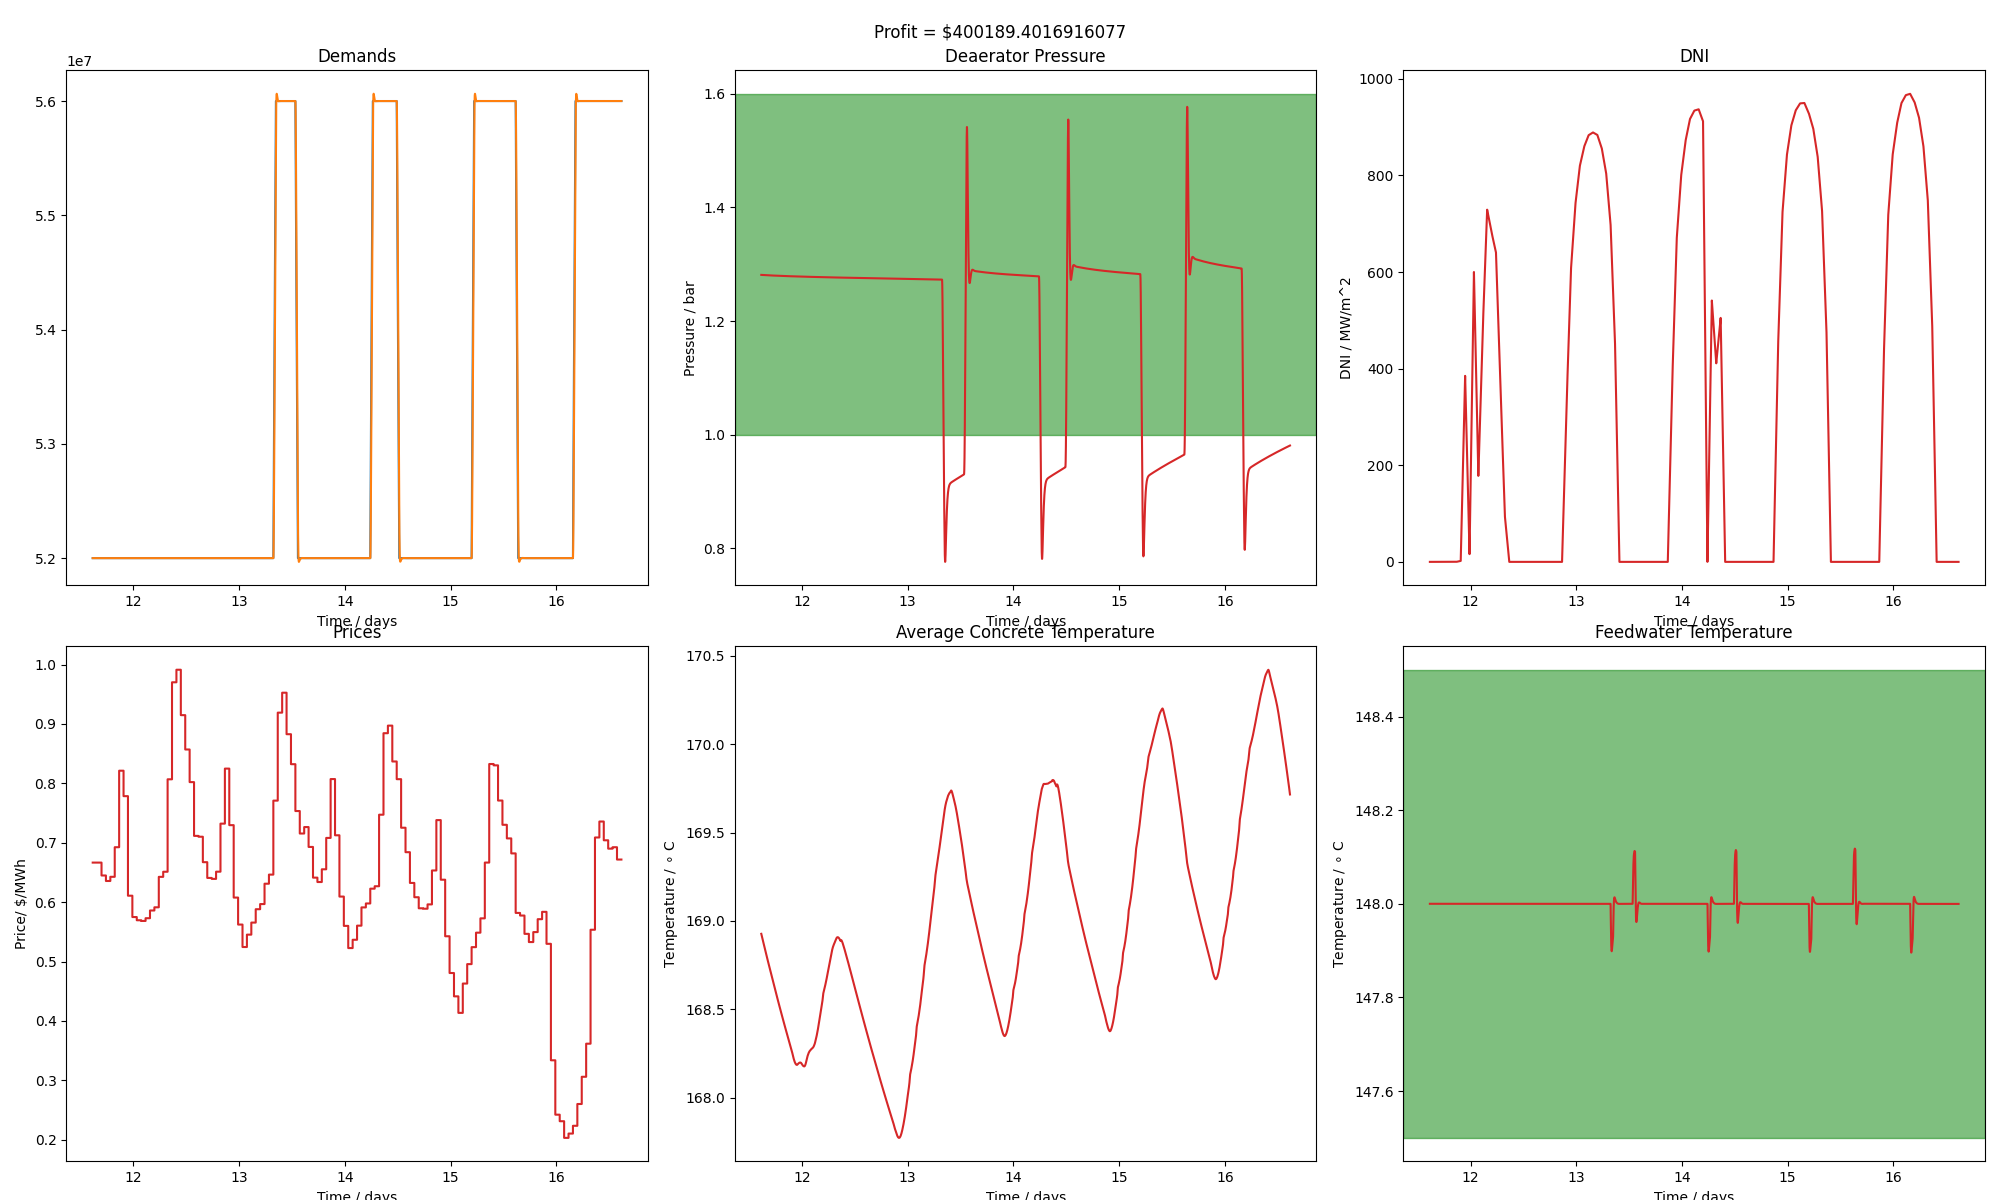 Profit = $400189.4016916077
Demands
1e7
5.6
5.5
5.4
5.3
5.2
12 13 14 15 16
Time / days
Deaerator Pressure
Pressure / bar
1.6
1.4
1.2
1.0
0.8
12 13 14 15 16
Time / days
DNI
DNI / MW/m^2
1000
800
600
400
200
0
12 13 14 15 16
Time / days
Prices
Price/ $/MWh
1.0
0.9
0.8
0.7
0.6
0.5
0.4
0.3
0.2
12 13 14 15 16
Time / days
Average Concrete Temperature
Temperature / ∘ C
170.5
170.0
169.5
169.0
168.5
168.0
12 13 14 15 16
Time / days
Feedwater Temperature
Temperature / ∘ C
148.4
148.2
148.0
147.8
147.6
12 13 14 15 16
Time / days